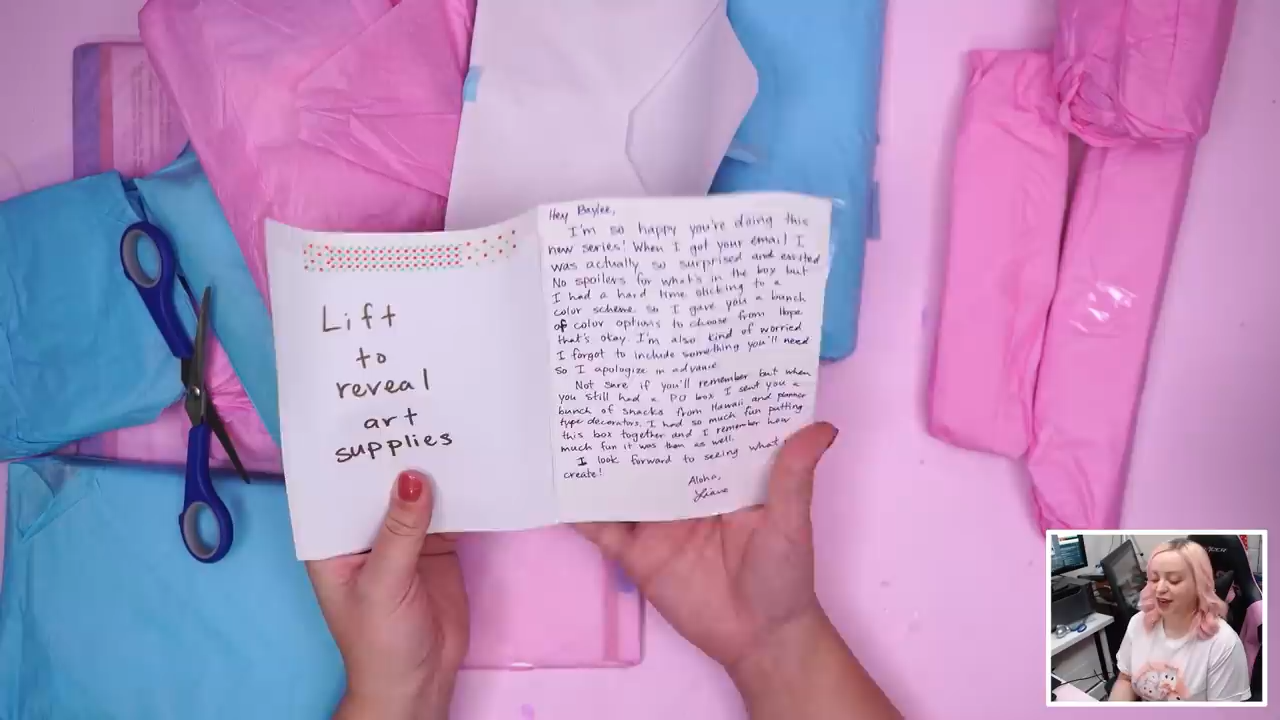 Lift
to
reveal
art
supplies
Hey Baylee,
I'm so happy you're doing this
new series! When I got your email I
was actually so surprised and excited
No spoilers for what's in the box but
I had a hard time sticking to a
color scheme so I gave you a bunch
of color options to choose from. Hope
that's okay. I'm also kind of worried
I forgot to include something you'll need
so I apologize in advance.
Not sure if you'll remember but when
you still had a PO box I sent you a
bunch of snacks from Hawaii and planner
type decorators. I had so much fun putting
this box together and I remember how
much fun it was then as well.
I look forward to seeing what
create!
Aloha,